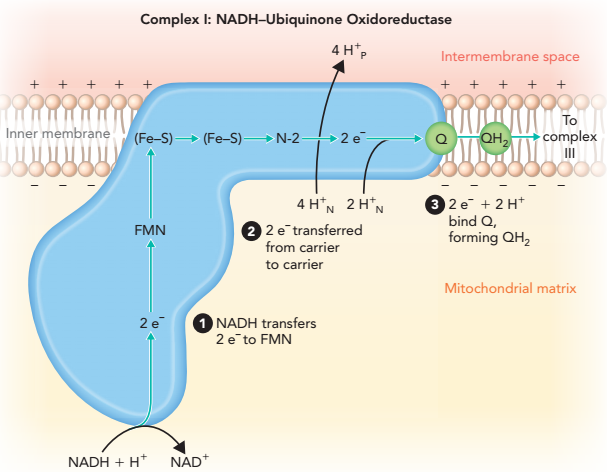 Complex I: NADH–Ubiquinone Oxidoreductase
4 H⁺P
Intermembrane space
+ + + + + + + + + +
Inner membrane
(Fe–S) (Fe–S) N-2 2 e⁻ Q QH₂
To
complex
III
– – – – – – – –
4 H⁺N 2 H⁺N
3 2 e⁻ + 2 H⁺
bind Q,
forming QH₂
FMN
2 2 e⁻ transferred
from carrier
to carrier
Mitochondrial matrix
2 e⁻
1 NADH transfers
2 e⁻ to FMN
NADH + H⁺ NAD⁺